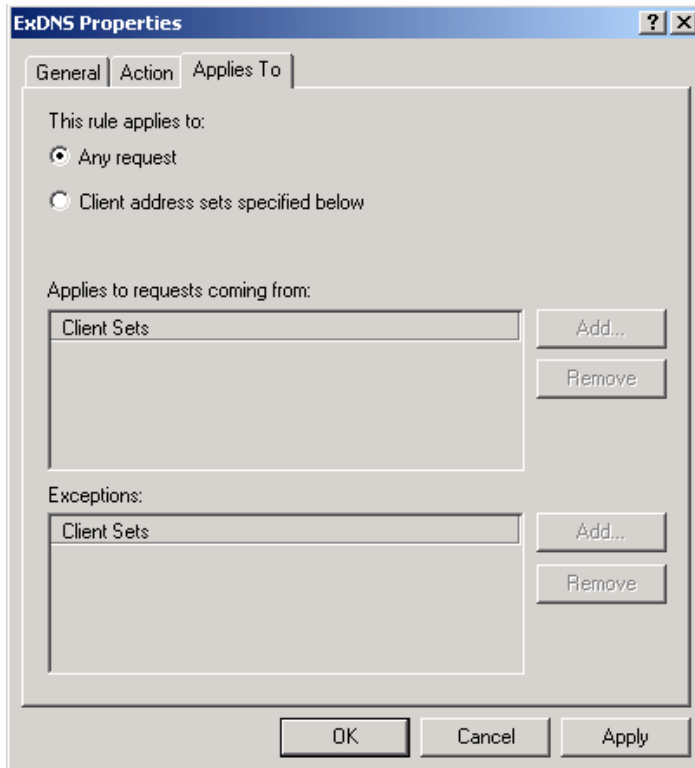 ExDNS Properties
General Action Applies To
This rule applies to:
Any request
Client address sets specified below
Applies to requests coming from:
Client Sets
Add...
Remove
Exceptions:
Client Sets
Add...
Remove
OK Cancel Apply